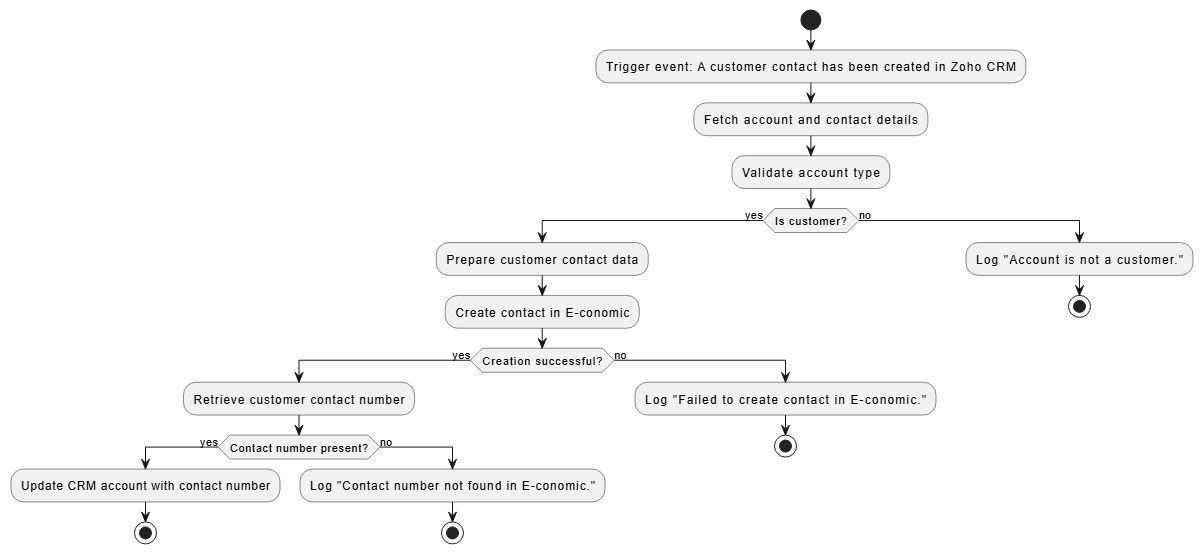 Trigger event: A customer contact has been created in Zoho CRM
Fetch account and contact details
Validate account type
yes
Is customer?
no
Prepare customer contact data
Log "Account is not a customer."
Create contact in E-conomic
yes
Creation successful?
no
Retrieve customer contact number
Log "Failed to create contact in E-conomic."
yes
Contact number present?
no
Update CRM account with contact number
Log "Contact number not found in E-conomic."